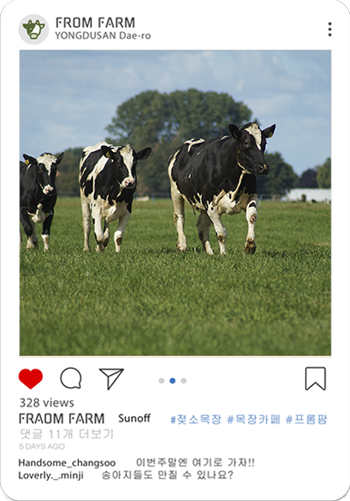 FROM FARM
YONGDUSAN Dae-ro
328 views
FRAOM FARM Sunoff #젖소목장 #목장카페 #프롬팜
댓글 11개 더보기
5 DAYS AGO
Handsome_changsoo 이번주말엔 여기로 가자!!
Loverly._.minji 송아지들도 만질 수 있나요?